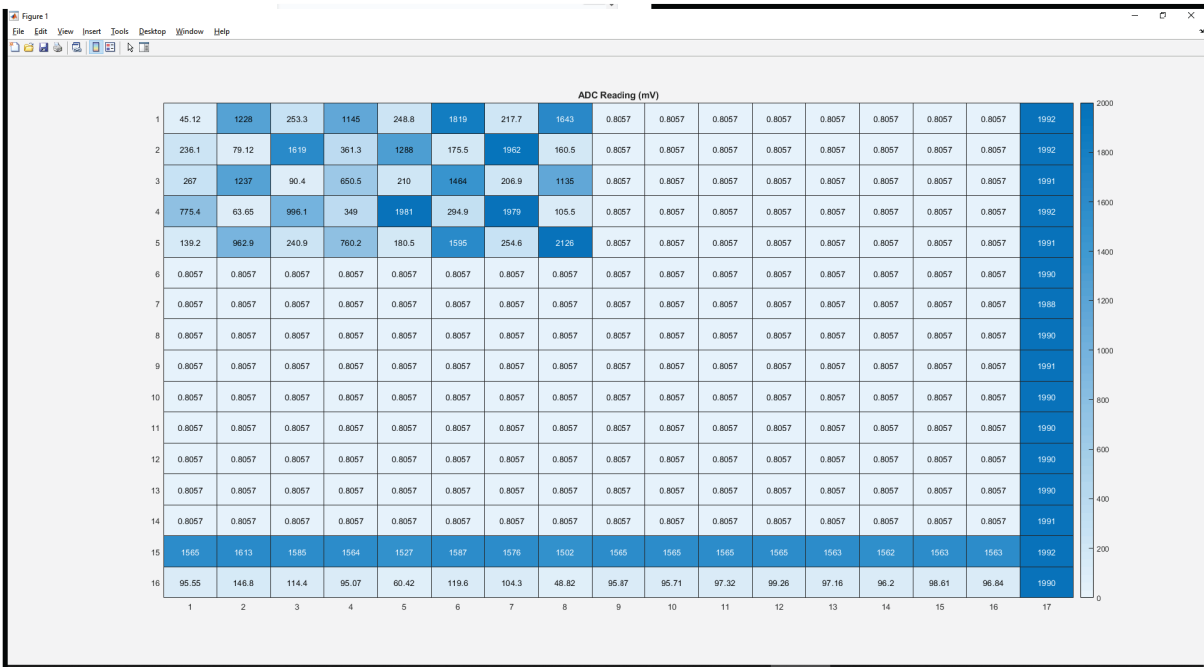 Figure 1
File Edit View Insert Tools Desktop Window Help
ADC Reading (mV)
1 45.12 1228 253.3 1145 248.8 1819 217.7 1643 0.8057 0.8057 0.8057 0.8057 0.8057 0.8057 0.8057 0.8057 1992
2 236.1 79.12 1619 361.3 1288 175.5 1962 160.5 0.8057 0.8057 0.8057 0.8057 0.8057 0.8057 0.8057 0.8057 1992
3 267 1237 90.4 650.5 210 1464 206.9 1135 0.8057 0.8057 0.8057 0.8057 0.8057 0.8057 0.8057 0.8057 1991
4 775.4 63.65 996.1 349 1981 294.9 1979 105.5 0.8057 0.8057 0.8057 0.8057 0.8057 0.8057 0.8057 0.8057 1992
5 139.2 962.9 240.9 760.2 180.5 1595 254.6 2126 0.8057 0.8057 0.8057 0.8057 0.8057 0.8057 0.8057 0.8057 1991
6 0.8057 0.8057 0.8057 0.8057 0.8057 0.8057 0.8057 0.8057 0.8057 0.8057 0.8057 0.8057 0.8057 0.8057 0.8057 0.8057 1990
7 0.8057 0.8057 0.8057 0.8057 0.8057 0.8057 0.8057 0.8057 0.8057 0.8057 0.8057 0.8057 0.8057 0.8057 0.8057 0.8057 1988
8 0.8057 0.8057 0.8057 0.8057 0.8057 0.8057 0.8057 0.8057 0.8057 0.8057 0.8057 0.8057 0.8057 0.8057 0.8057 0.8057 1990
9 0.8057 0.8057 0.8057 0.8057 0.8057 0.8057 0.8057 0.8057 0.8057 0.8057 0.8057 0.8057 0.8057 0.8057 0.8057 0.8057 1991
10 0.8057 0.8057 0.8057 0.8057 0.8057 0.8057 0.8057 0.8057 0.8057 0.8057 0.8057 0.8057 0.8057 0.8057 0.8057 0.8057 1990
11 0.8057 0.8057 0.8057 0.8057 0.8057 0.8057 0.8057 0.8057 0.8057 0.8057 0.8057 0.8057 0.8057 0.8057 0.8057 0.8057 1990
12 0.8057 0.8057 0.8057 0.8057 0.8057 0.8057 0.8057 0.8057 0.8057 0.8057 0.8057 0.8057 0.8057 0.8057 0.8057 0.8057 1990
13 0.8057 0.8057 0.8057 0.8057 0.8057 0.8057 0.8057 0.8057 0.8057 0.8057 0.8057 0.8057 0.8057 0.8057 0.8057 0.8057 1990
14 0.8057 0.8057 0.8057 0.8057 0.8057 0.8057 0.8057 0.8057 0.8057 0.8057 0.8057 0.8057 0.8057 0.8057 0.8057 0.8057 1991
15 1565 1613 1585 1564 1527 1587 1576 1502 1565 1565 1565 1565 1563 1562 1563 1563 1992
16 95.55 146.8 114.4 95.07 60.42 119.6 104.3 48.82 95.87 95.71 97.32 99.26 97.16 96.2 98.61 96.84 1990
1 2 3 4 5 6 7 8 9 10 11 12 13 14 15 16 17
2000
1800
1600
1400
1200
1000
800
600
400
200
0